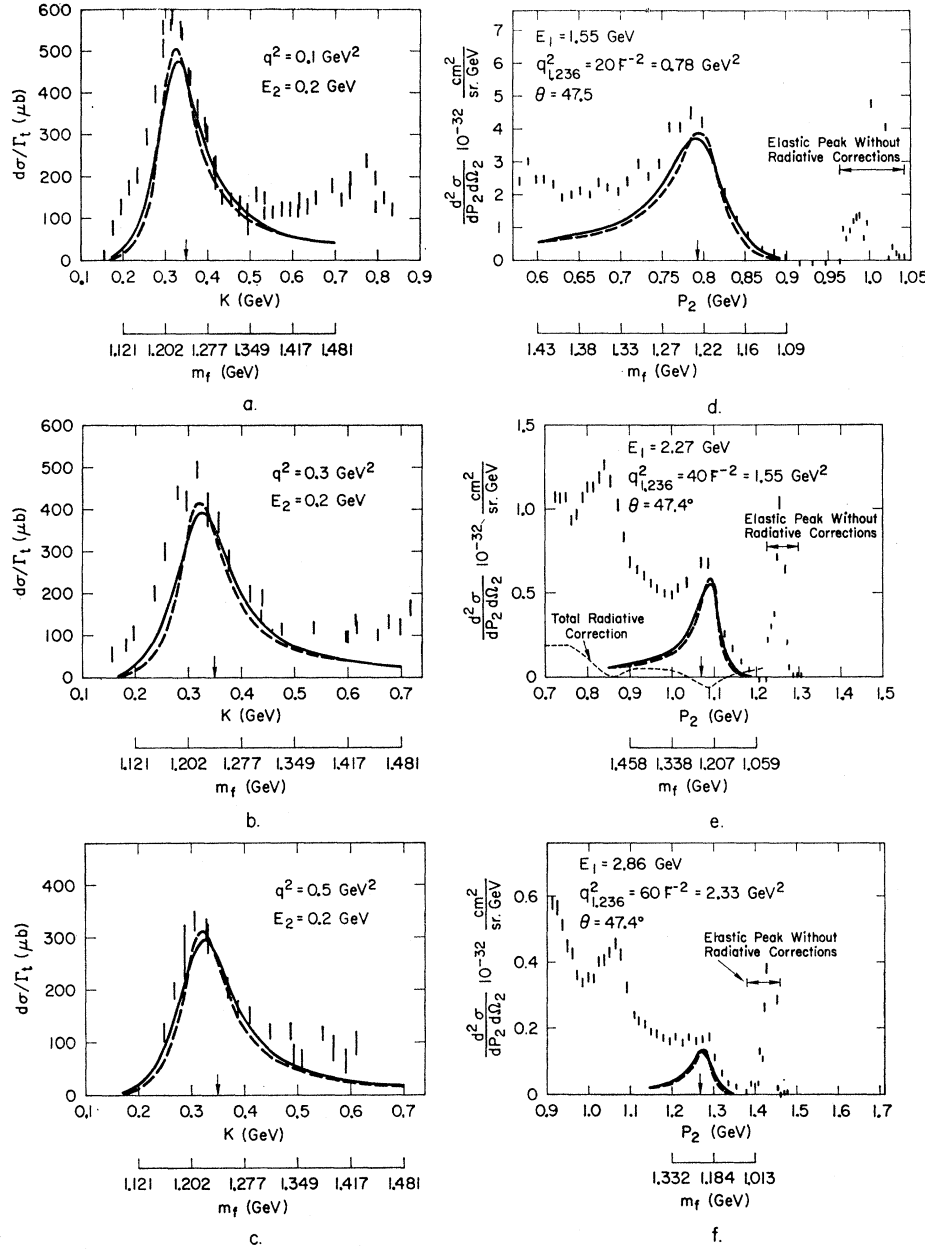 600
500
400
300
200
100
0
dσ/Γt (μb)
q² = 0.1 GeV²
E2 = 0.2 GeV
0.1 0.2 0.3 0.4 0.5 0.6 0.7 0.8 0.9
K (GeV)
1.121 1.202 1.277 1.349 1.417 1.481
mf (GeV)
a.
7
6
5
4
3
2
1
0
d²σ/dP2dΩ2 10⁻³² cm²/sr. GeV
E1 = 1.55 GeV
q²1.236 = 20 F⁻² = 0.78 GeV²
θ = 47.5
Elastic Peak Without
Radiative Corrections
0.6 0.65 0.7 0.75 0.8 0.85 0.9 0.95 1.0 1.05
P2 (GeV)
1.43 1.38 1.33 1.27 1.22 1.16 1.09
mf (GeV)
d.
600
500
400
300
200
100
0
dσ/Γt (μb)
q² = 0.3 GeV²
E2 = 0.2 GeV
0.1 0.2 0.3 0.4 0.5 0.6 0.7
K (GeV)
1.121 1.202 1.277 1.349 1.417 1.481
mf (GeV)
b.
1.5
1.0
0.5
0
d²σ/dP2dΩ2 10⁻³² cm²/sr. GeV
E1 = 2.27 GeV
q²1.236 = 40 F⁻² = 1.55 GeV²
θ = 47.4°
Elastic Peak Without
Radiative Corrections
Total Radiative
Correction
0.7 0.8 0.9 1.0 1.1 1.2 1.3 1.4 1.5
P2 (GeV)
1.458 1.338 1.207 1.059
mf (GeV)
e.
400
300
200
100
0
dσ/Γt (μb)
q² = 0.5 GeV²
E2 = 0.2 GeV
0.1 0.2 0.3 0.4 0.5 0.6 0.7
K (GeV)
1.121 1.202 1.277 1.349 1.417 1.481
mf (GeV)
c.
0.6
0.4
0.2
0
d²σ/dP2dΩ2 10⁻³² cm²/sr. GeV
E1 = 2.86 GeV
q²1.236 = 60 F⁻² = 2.33 GeV²
θ = 47.4°
Elastic Peak Without
Radiative Corrections
0.9 1.0 1.1 1.2 1.3 1.4 1.5 1.6 1.7
P2 (GeV)
1.332 1.184 1.013
mf (GeV)
f.